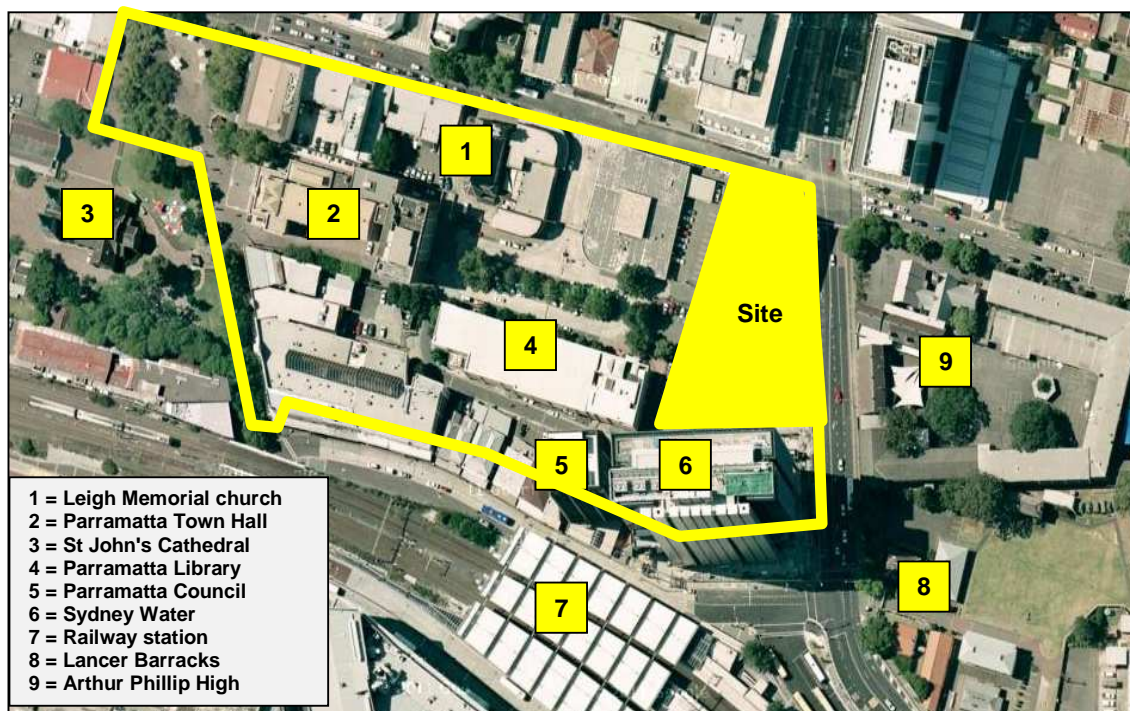 1
3
2
Site
4
9
5
6
1 = Leigh Memorial church
2 = Parramatta Town Hall
3 = St John's Cathedral
4 = Parramatta Library
5 = Parramatta Council
6 = Sydney Water
7 = Railway station
8 = Lancer Barracks
9 = Arthur Phillip High
7
8